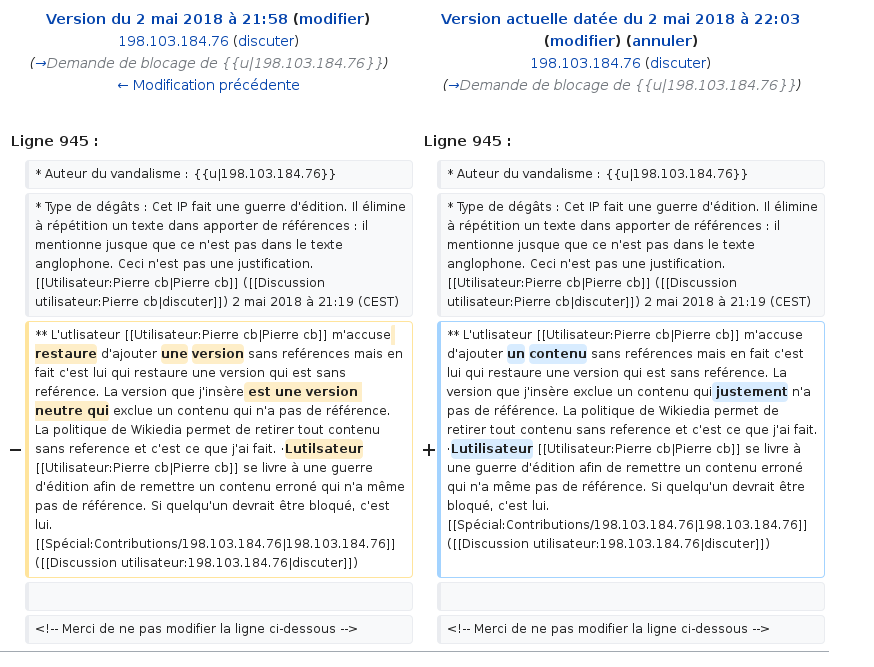 Version du 2 mai 2018 à 21:58 (modifier)
198.103.184.76 (discuter)
(→Demande de blocage de {{u|198.103.184.76}})
← Modification précédente
Version actuelle datée du 2 mai 2018 à 22:03
(modifier) (annuler)
198.103.184.76 (discuter)
(→Demande de blocage de {{u|198.103.184.76}})
Ligne 945 :
Ligne 945 :
* Auteur du vandalisme : {{u|198.103.184.76}}
* Auteur du vandalisme : {{u|198.103.184.76}}
* Type de dégâts : Cet IP fait une guerre d'édition. Il élimine
à répétition un texte dans apporter de références : il
mentionne jusque que ce n'est pas dans le texte
anglophone. Ceci n'est pas une justification.
[[Utilisateur:Pierre cb|Pierre cb]] ([[Discussion
utilisateur:Pierre cb|discuter]]) 2 mai 2018 à 21:19 (CEST)
* Type de dégâts : Cet IP fait une guerre d'édition. Il élimine
à répétition un texte dans apporter de références : il
mentionne jusque que ce n'est pas dans le texte
anglophone. Ceci n'est pas une justification.
[[Utilisateur:Pierre cb|Pierre cb]] ([[Discussion
utilisateur:Pierre cb|discuter]]) 2 mai 2018 à 21:19 (CEST)
−
** L'utlisateur [[Utilisateur:Pierre cb|Pierre cb]] m'accuse
restaure d'ajouter une version sans reférences mais en
fait c'est lui qui restaure une version qui est sans
reférence. La version que j'insère est une version
neutre qui exclue un contenu qui n'a pas de référence.
La politique de Wikiedia permet de retirer tout contenu
sans reference et c'est ce que j'ai fait. ·Lutilsateur
[[Utilisateur:Pierre cb|Pierre cb]] se livre à une guerre
d'édition afin de remettre un contenu erroné qui n'a même
pas de référence. Si quelqu'un devrait être bloqué, c'est
lui.
[[Spécial:Contributions/198.103.184.76|198.103.184.76]]
([[Discussion utilisateur:198.103.184.76|discuter]])
+
** L'utlisateur [[Utilisateur:Pierre cb|Pierre cb]] m'accuse
d'ajouter un contenu sans reférences mais en fait c'est
lui qui restaure une version qui est sans reférence. La
version que j'insère exclue un contenu qui justement n'a
pas de référence. La politique de Wikiedia permet de
retirer tout contenu sans reference et c'est ce que j'ai fait.
·Lutilisateur [[Utilisateur:Pierre cb|Pierre cb]] se livre à
une guerre d'édition afin de remettre un contenu erroné
qui n'a même pas de référence. Si quelqu'un devrait être
bloqué, c'est lui.
[[Spécial:Contributions/198.103.184.76|198.103.184.76]]
([[Discussion utilisateur:198.103.184.76|discuter]])
<!-- Merci de ne pas modifier la ligne ci-dessous -->
<!-- Merci de ne pas modifier la ligne ci-dessous -->